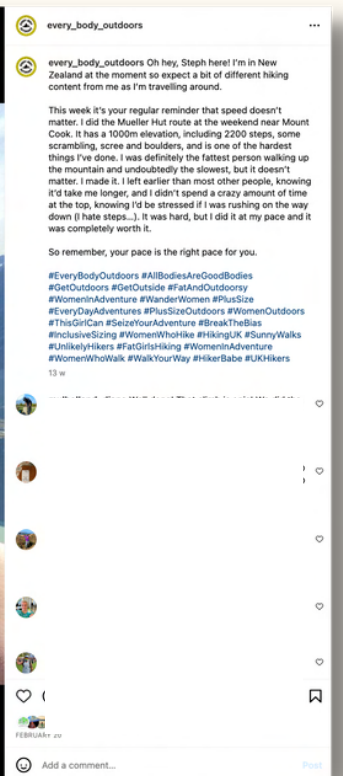 every_body_outdoors
every_body_outdoors Oh hey, Steph here! I'm in New
Zealand at the moment so expect a bit of different hiking
content from me as I'm travelling around.
This week it's your regular reminder that speed doesn't
matter. I did the Mueller Hut route at the weekend near Mount
Cook. It has a 1000m elevation, including 2200 steps, some
scrambling, scree and boulders, and is one of the hardest
things I've done. I was definitely the fattest person walking up
the mountain and undoubtedly the slowest, but it doesn't
matter. I made it. I left earlier than most other people, knowing
it'd take me longer, and I didn't spend a crazy amount of time
at the top, knowing I'd be stressed if I was rushing on the way
down (I hate steps...). It was hard, but I did it at my pace and it
was completely worth it.
So remember, your pace is the right pace for you.
#EveryBodyOutdoors #AllBodiesAreGoodBodies
#GetOutdoors #GetOutside #FatAndOutdoorsy
#WomenInAdventure #WanderWomen #PlusSize
#EveryDayAdventures #PlusSizeOutdoors #WomenOutdoors
#ThisGirlCan #SeizeYourAdventure #BreakTheBias
#InclusiveSizing #WomenWhoHike #HikingUK #SunnyWalks
#UnlikelyHikers #FatGirlsHiking #WomenInAdventure
#WomenWhoWalk #WalkYourWay #HikerBabe #UKHikers
13 w
FEBRUARY 20
Add a comment...
Post